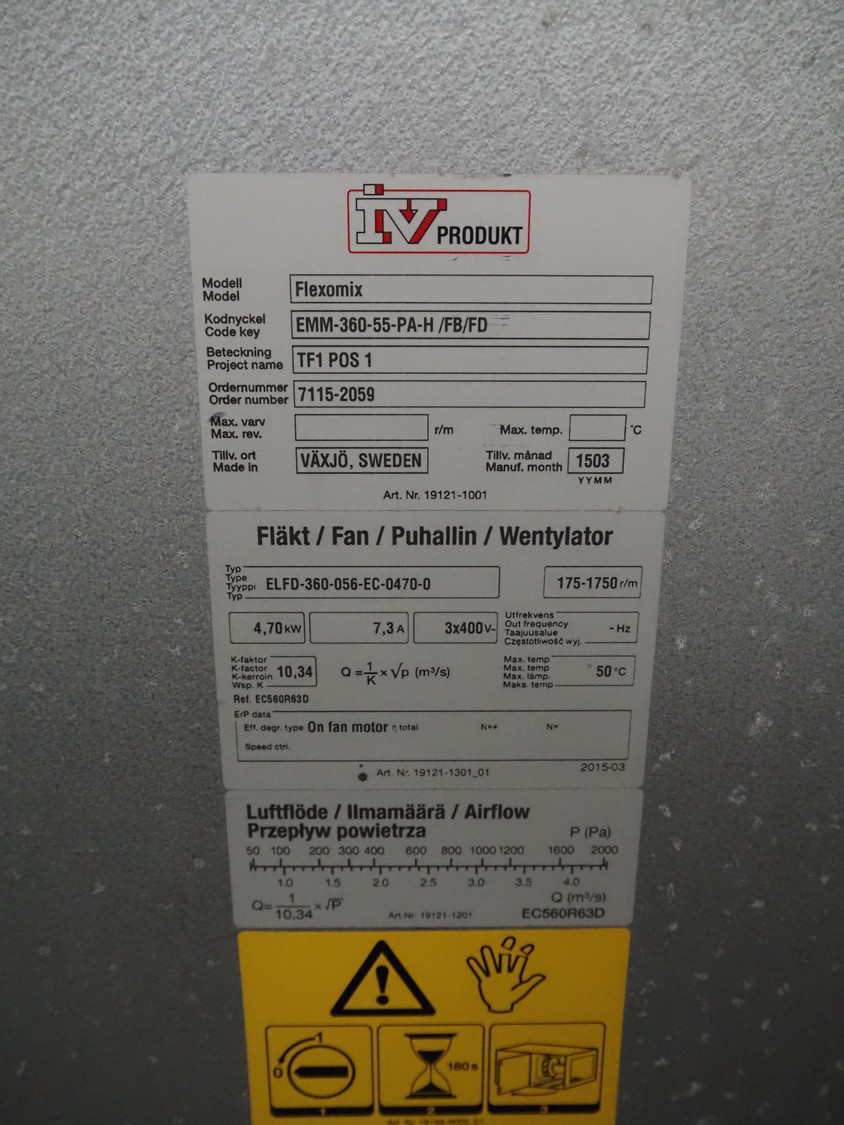 IV PRODUKT
Modell
Model
Flexomix
Kodnyckel
Code key
EMM-360-55-PA-H /FB/FD
Beteckning
Project name
TF1 POS 1
Ordernummer
Order number
7115-2059
Max. varv
Max. rev.
r/m
Max. temp.
°C
Tillv. ort
Made in
VÄXJÖ, SWEDEN
Tillv. månad
Manuf. month
1503
YYMM
Art. Nr. 19121-1001
Fläkt / Fan / Puhallin / Wentylator
Typ
Type
Tyyppi
Typ
ELFD-360-056-EC-0470-0
175-1750 r/m
4,70 kW
7,3 A
3x400 V~
Utfrekvens
Out frequency
Taajuusalue
Częstotliwość wyj.
- Hz
K-faktor
K-factor
K-kerroin
Wsp. K
10,34
Q = 1/K × √p (m³/s)
Max. temp
Max. temp
Max. lämp.
Maks. temp
50 °C
Ref. EC560R63D
ErP data
Eff. degr. type On fan motor η total N== N=
Speed ctrl.
Art. Nr. 19121-1301_01
2015-03
Luftflöde / Ilmamäärä / Airflow
Przepływ powietrza
P (Pa)
50 100 200 300 400 600 800 1000 1200 1600 2000
1.0 1.5 2.0 2.5 3.0 3.5 4.0
Q (m³/s)
Q= 1/10.34 × √P
Art.Nr: 19121-1201
EC560R63D
0 1
180 s
1 2 3